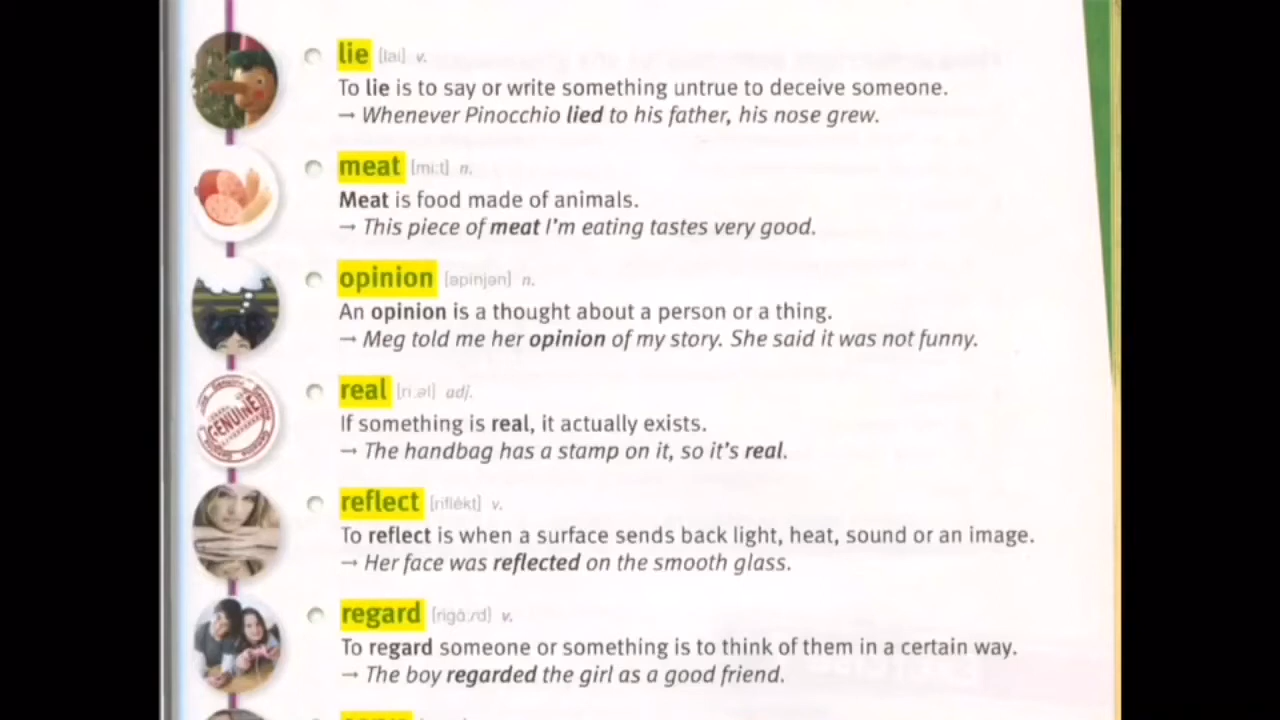 lie [lai] v.
To lie is to say or write something untrue to deceive someone.
→ Whenever Pinocchio lied to his father, his nose grew.
meat [mi:t] n.
Meat is food made of animals.
→ This piece of meat I'm eating tastes very good.
opinion [əpinjən] n.
An opinion is a thought about a person or a thing.
→ Meg told me her opinion of my story. She said it was not funny.
GENUINE
real [ri:əl] adj.
If something is real, it actually exists.
→ The handbag has a stamp on it, so it's real.
reflect [riflékt] v.
To reflect is when a surface sends back light, heat, sound or an image.
→ Her face was reflected on the smooth glass.
regard [rigá:rd] v.
To regard someone or something is to think of them in a certain way.
→ The boy regarded the girl as a good friend.